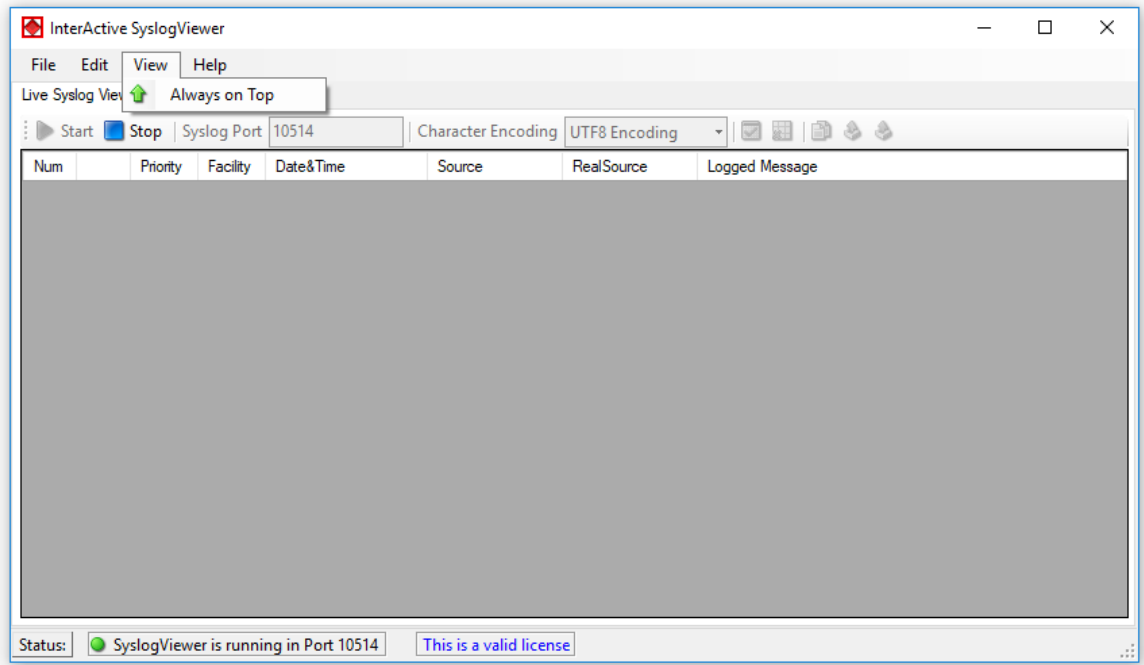 InterActive SyslogViewer
File Edit View Help
Live Syslog View
Always on Top
Start Stop Syslog Port 10514 Character Encoding UTF8 Encoding
Num Priority Facility Date&Time Source RealSource Logged Message
Status: SyslogViewer is running in Port 10514 This is a valid license